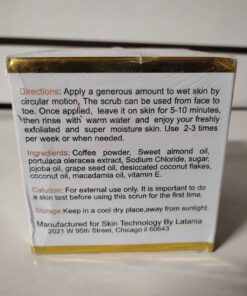 Directions: Apply a generous amount to wet skin by
circular motion. The scrub can be used from face to
toe. Once applied, leave it on skin for 5-10 minutes,
then rinse with warm water and enjoy your freshly
exfoliated and super moisture skin. Use 2-3 times
per week or when needed.
Ingredients: Coffee powder, Sweet almond oil,
portulaca oleracea extract, Sodium Chloride, sugar,
jojoba oil, grape seed oil, desiccated coconut flakes,
coconut oil, macadamia oil, vitamin E.
Catution: For external use only. It is important to do
a skin test before using this scrun for the first time.
Storage:Keep in a cool dry place,away from sunlight.
Manufactured for Skin Technology By Latania
2021 W 95th Street, Chicago il 60643